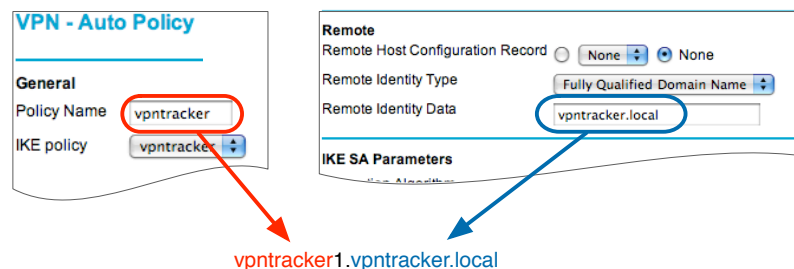 VPN - Auto Policy
General
Policy Name vpntracker
IKE policy vpntracker
Remote
Remote Host Configuration Record None None
Remote Identity Type Fully Qualified Domain Name
Remote Identity Data vpntracker.local
IKE SA Parameters
Algorithm
vpntracker1.vpntracker.local